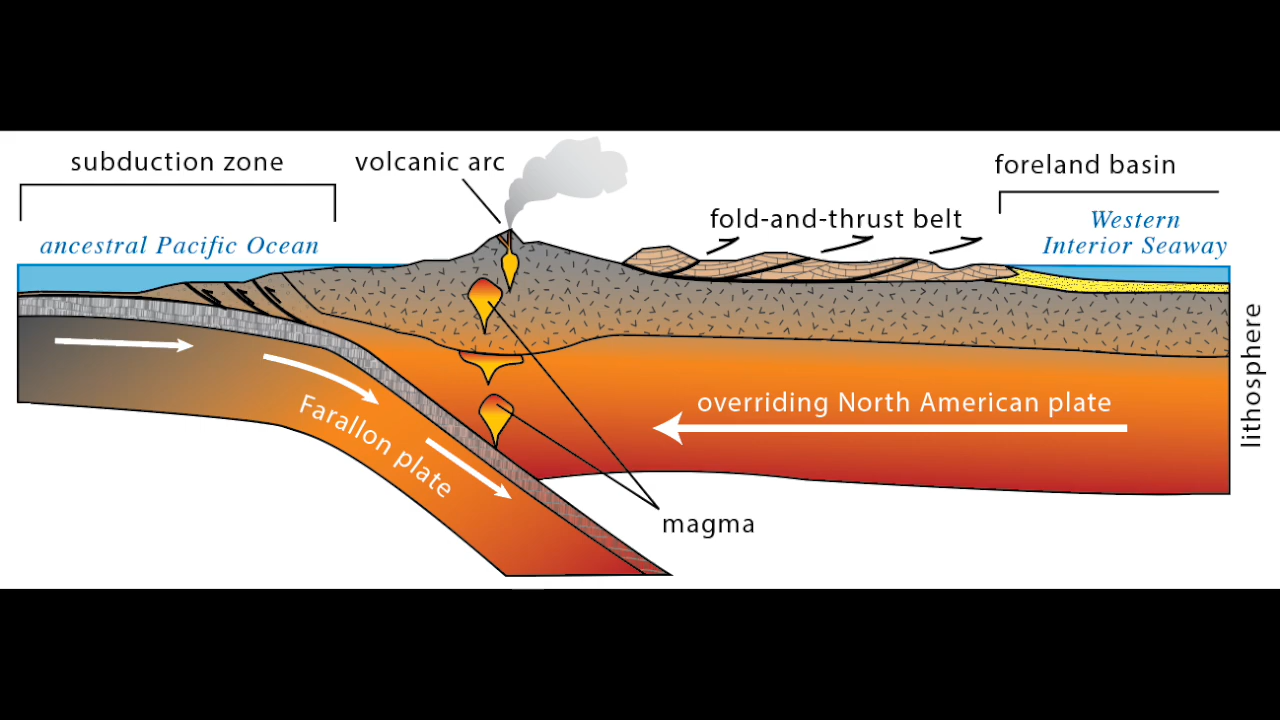 subduction zone
volcanic arc
foreland basin
fold-and-thrust belt
Western
Interior Seaway
ancestral Pacific Ocean
lithosphere
Farallon plate
overriding North American plate
magma